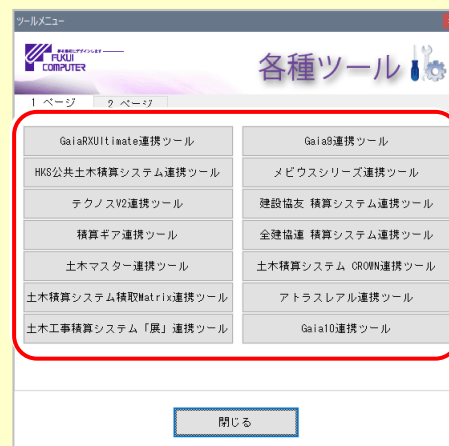 ツールメニュー
夢を形にデザインします
FUKUI
COMPUTER
各種ツール
1 ページ
2 ページ
GaiaRXUltimate連携ツール
Gaia9連携ツール
HKS公共土木積算システム連携ツール
メビウスシリーズ連携ツール
テクノスV2連携ツール
建設協友 積算システム連携ツール
積算ギア連携ツール
全建協連 積算システム連携ツール
土木マスター連携ツール
土木積算システム CROWN連携ツール
土木積算システム積取Matrix連携ツール
アトラスレアル連携ツール
土木工事積算システム「展」連携ツール
Gaia10連携ツール
閉じる